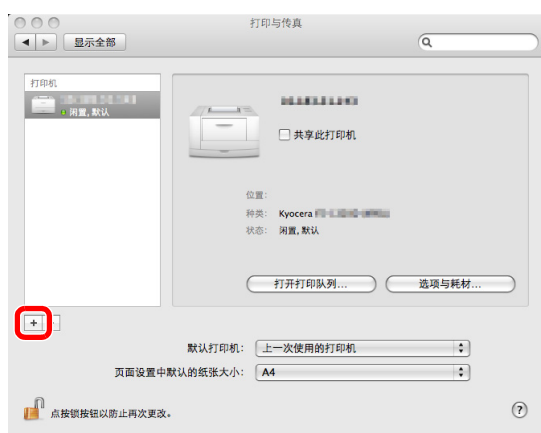 打印与传真
显示全部
打印机
闲置, 默认
共享此打印机
位置:
种类: Kyocera
状态: 闲置, 默认
打开打印队列... 选项与耗材...
+ -
默认打印机: 上一次使用的打印机
页面设置中默认的纸张大小: A4
点按锁按钮以防止再次更改。 ?